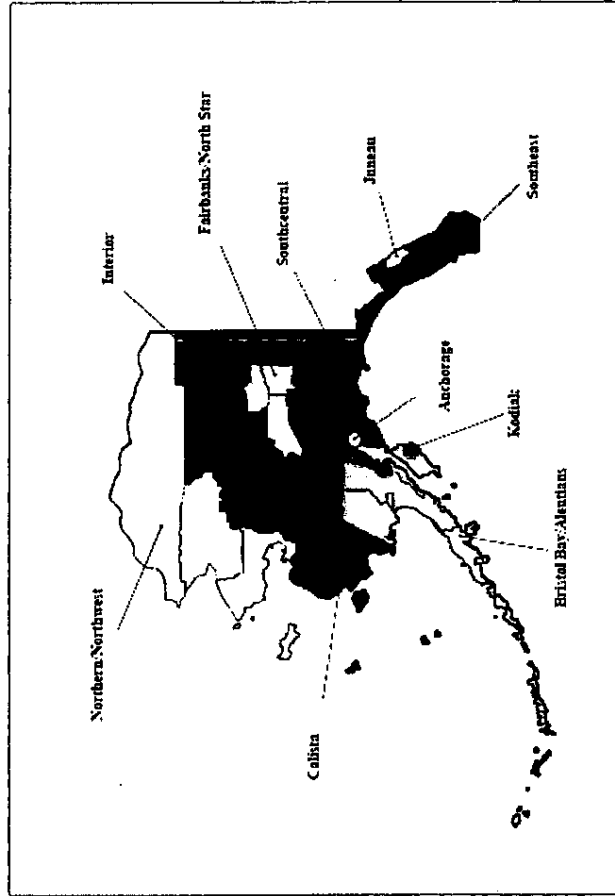 Northern/Northwest
Interior
Fairbanks/North Star
Southcentral
Juneau
Southeast
Anchorage
Kodiak
Bristol Bay/Aleutians
Calista